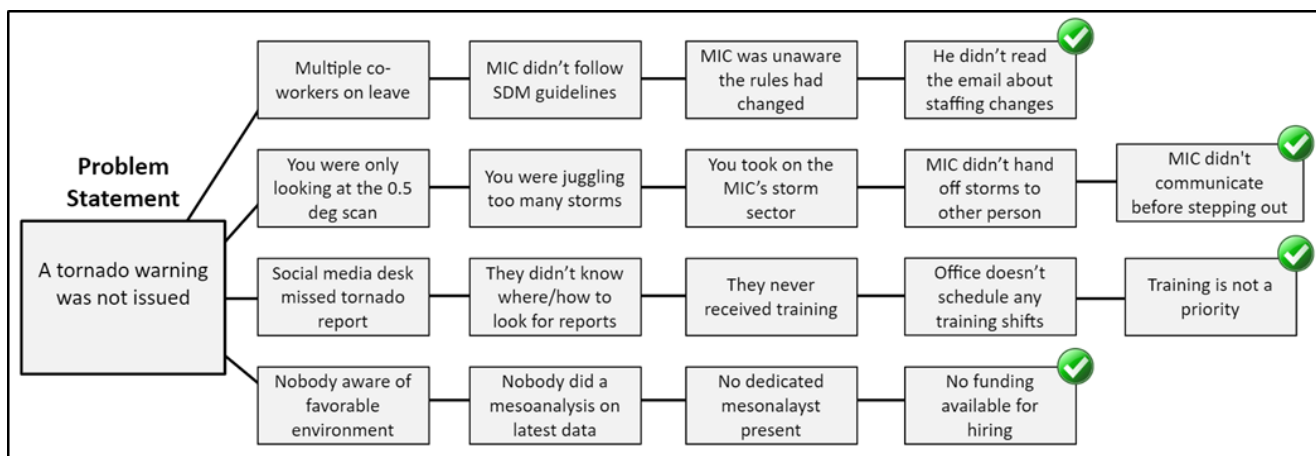 Multiple co-
workers on leave
MIC didn't follow
SDM guidelines
MIC was unaware
the rules had
changed
He didn’t read
the email about
staffing changes
Problem
Statement
A tornado warning
was not issued
You were only
looking at the 0.5
deg scan
You were juggling
too many storms
You took on the
MIC’s storm
sector
MIC didn’t hand
off storms to
other person
MIC didn't
communicate
before stepping out
Social media desk
missed tornado
report
They didn’t know
where/how to
look for reports
They never
received training
Office doesn’t
schedule any
training shifts
Training is not a
priority
Nobody aware of
favorable
environment
Nobody did a
mesoanalysis on
latest data
No dedicated
mesonalayst
present
No funding
available for
hiring